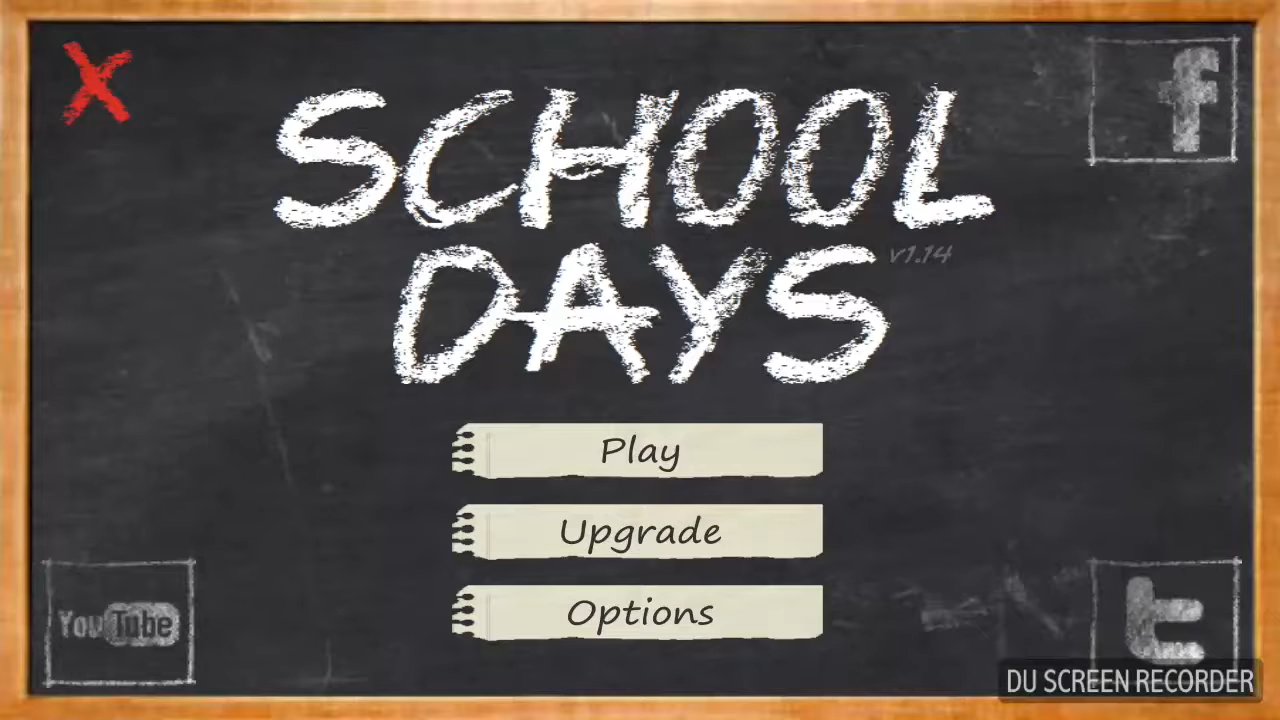 SCHOOL
DAYS
v1.14
Play
Upgrade
Options
f
YouTube
t
DU SCREEN RECORDER